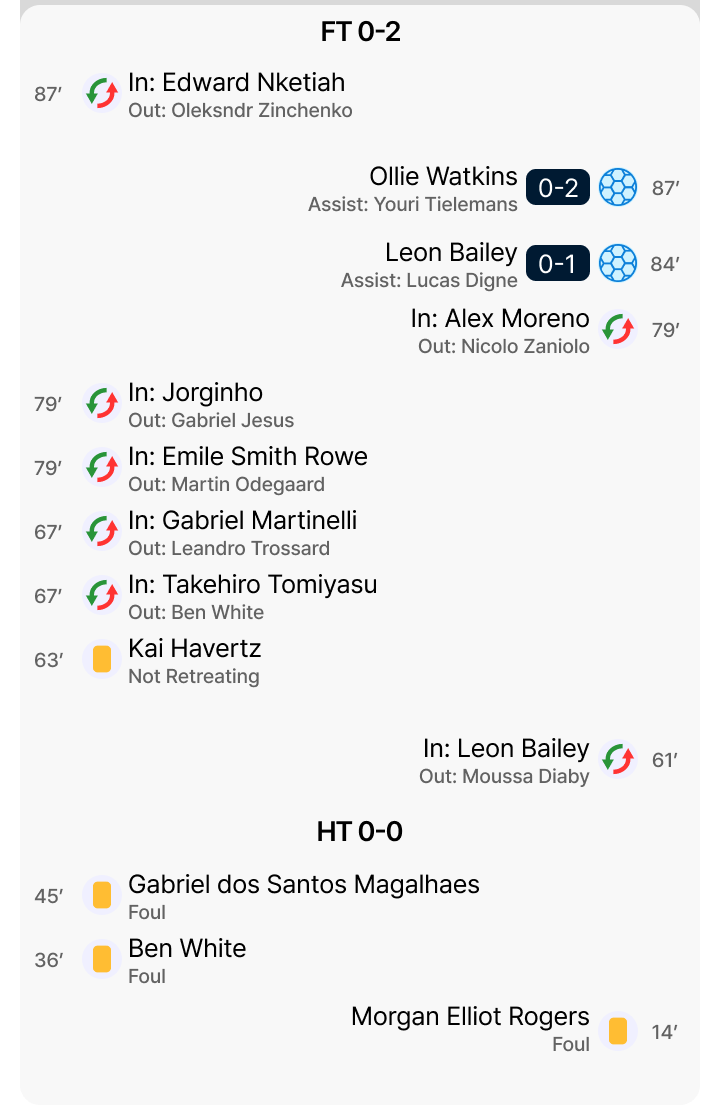 FT 0-2
87′
In: Edward Nketiah
Out: Oleksndr Zinchenko
Ollie Watkins
Assist: Youri Tielemans
0-2
87′
Leon Bailey
Assist: Lucas Digne
0-1
84′
In: Alex Moreno
Out: Nicolo Zaniolo
79′
79′
In: Jorginho
Out: Gabriel Jesus
79′
In: Emile Smith Rowe
Out: Martin Odegaard
67′
In: Gabriel Martinelli
Out: Leandro Trossard
67′
In: Takehiro Tomiyasu
Out: Ben White
63′
Kai Havertz
Not Retreating
In: Leon Bailey
Out: Moussa Diaby
61′
HT 0-0
45′
Gabriel dos Santos Magalhaes
Foul
36′
Ben White
Foul
Morgan Elliot Rogers
Foul
14′